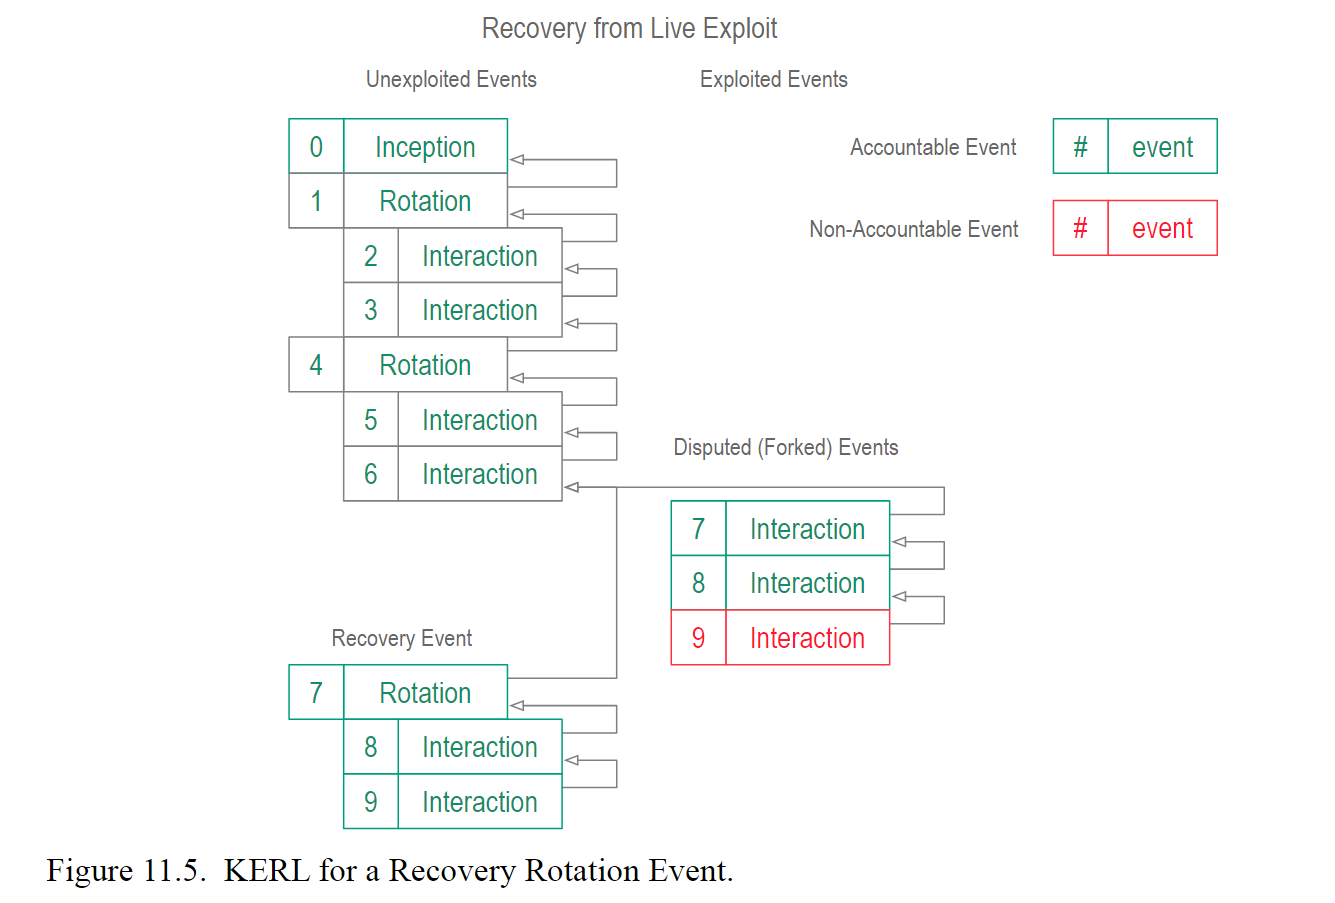 Recovery from Live Exploit
Unexploited Events
Exploited Events
0 Inception
Accountable Event # event
1 Rotation
Non-Accountable Event # event
2 Interaction
3 Interaction
4 Rotation
5 Interaction
Disputed (Forked) Events
6 Interaction
7 Interaction
8 Interaction
9 Interaction
Recovery Event
7 Rotation
8 Interaction
9 Interaction
Figure 11.5. KERL for a Recovery Rotation Event.